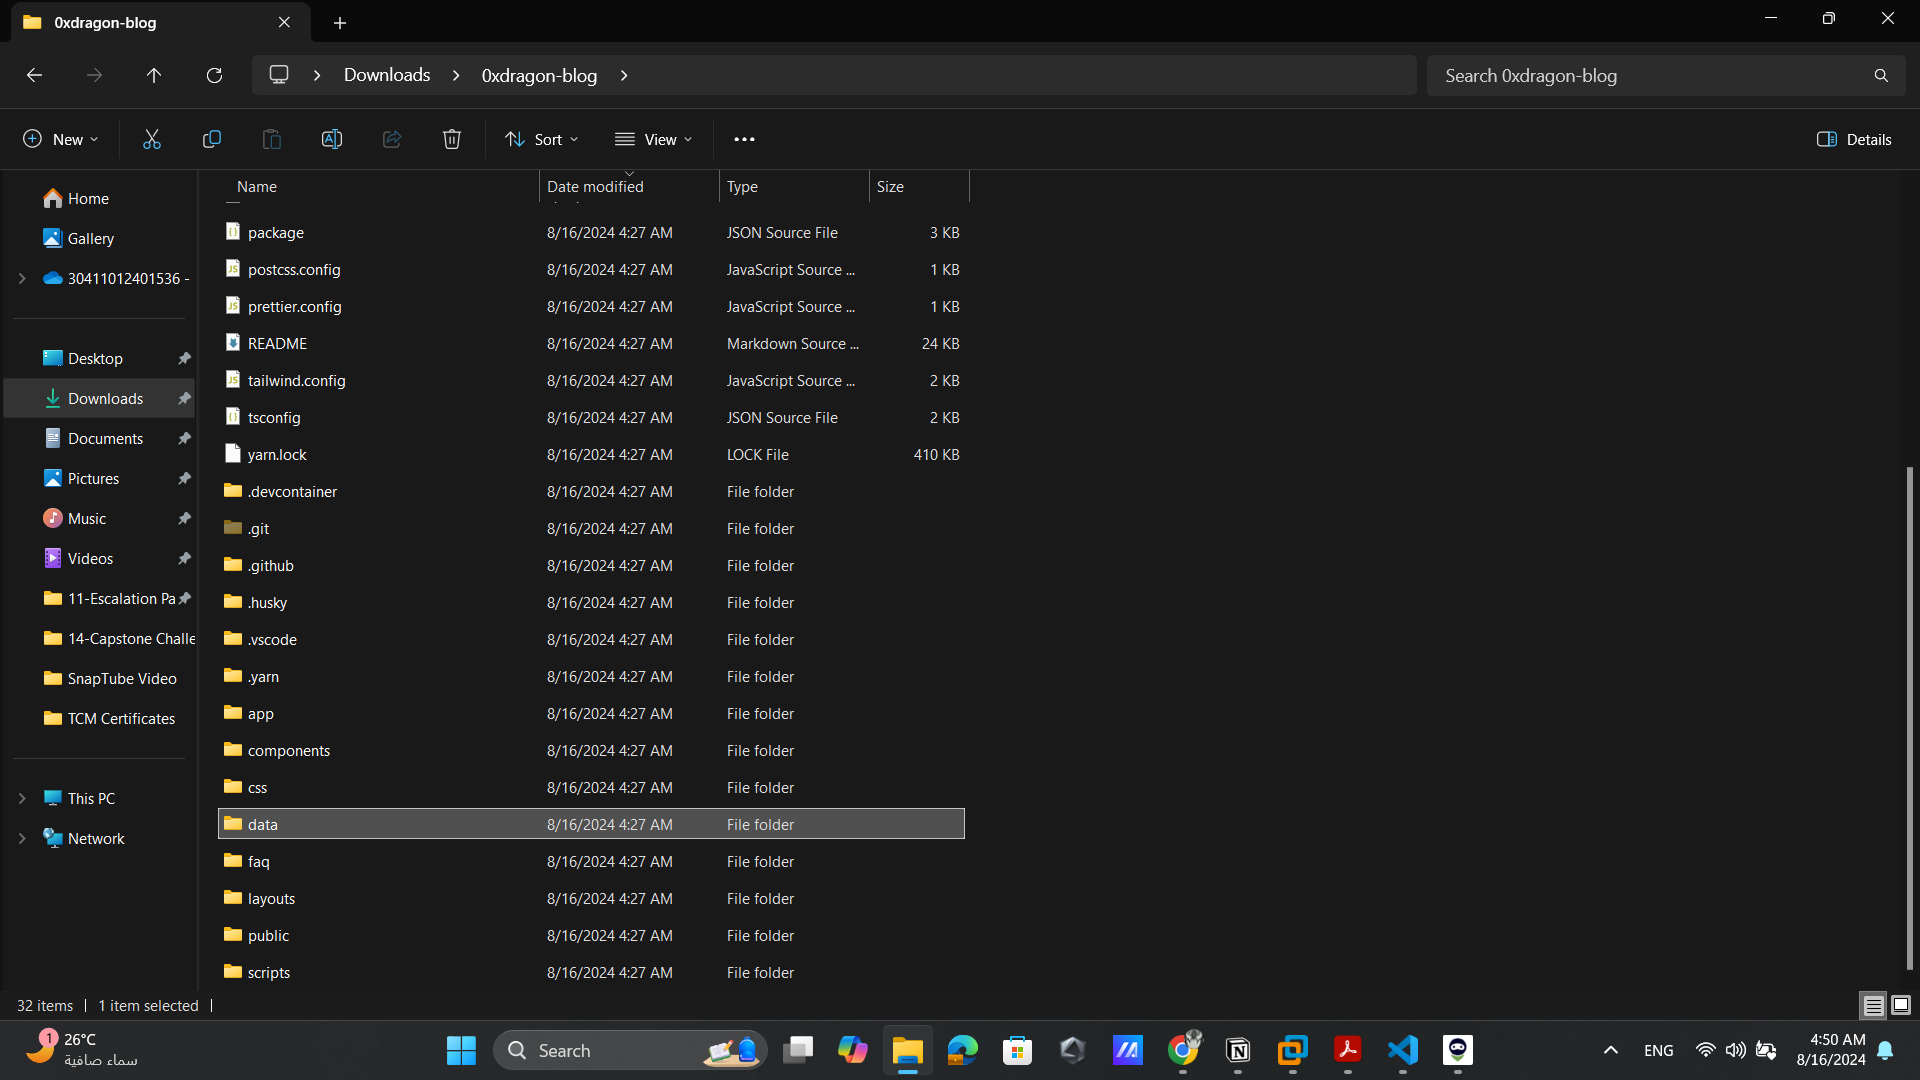 0xdragon-blog
Downloads
0xdragon-blog
Search 0xdragon-blog
New
Sort
View
Details
Home
Gallery
30411012401536 -
Desktop
Downloads
Documents
Pictures
Music
Videos
11-Escalation Pa
14-Capstone Challe
SnapTube Video
TCM Certificates
This PC
Network
Name Date modified Type Size
package 8/16/2024 4:27 AM JSON Source File 3 KB
postcss.config 8/16/2024 4:27 AM JavaScript Source ... 1 KB
prettier.config 8/16/2024 4:27 AM JavaScript Source ... 1 KB
README 8/16/2024 4:27 AM Markdown Source ... 24 KB
tailwind.config 8/16/2024 4:27 AM JavaScript Source ... 2 KB
tsconfig 8/16/2024 4:27 AM JSON Source File 2 KB
yarn.lock 8/16/2024 4:27 AM LOCK File 410 KB
.devcontainer 8/16/2024 4:27 AM File folder
.git 8/16/2024 4:27 AM File folder
.github 8/16/2024 4:27 AM File folder
.husky 8/16/2024 4:27 AM File folder
.vscode 8/16/2024 4:27 AM File folder
.yarn 8/16/2024 4:27 AM File folder
app 8/16/2024 4:27 AM File folder
components 8/16/2024 4:27 AM File folder
css 8/16/2024 4:27 AM File folder
data 8/16/2024 4:27 AM File folder
faq 8/16/2024 4:27 AM File folder
layouts 8/16/2024 4:27 AM File folder
public 8/16/2024 4:27 AM File folder
scripts 8/16/2024 4:27 AM File folder
32 items 1 item selected
1
26°C
سماء صافية
Search
ENG
4:50 AM
8/16/2024